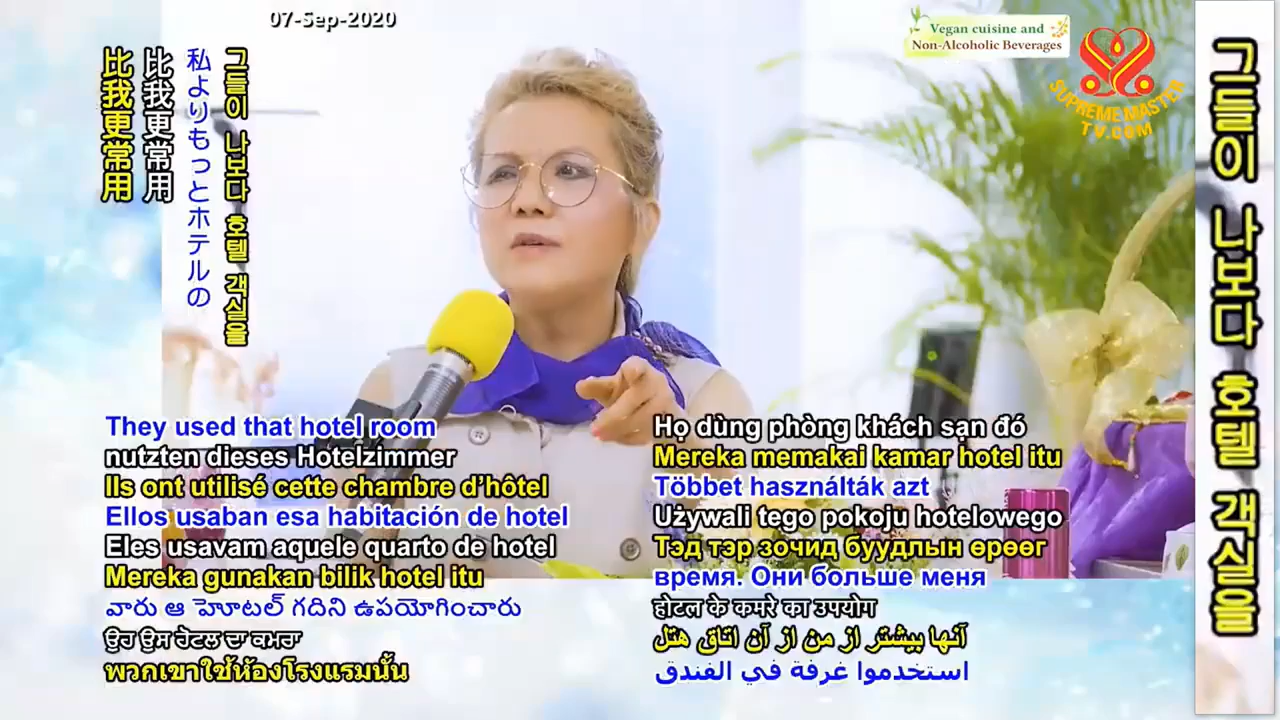 07-Sep-2020
Vegan cuisine and
Non-Alcoholic Beverages
SUPREME MASTER
TV.COM
比我更常用
比我更常用
私よりもっとホテルの
그들이 나보다 호텔 객실을
그들이 나보다 호텔 객실을
They used that hotel room
nutzten dieses Hotelzimmer
Ils ont utilisé cette chambre d’hôtel
Ellos usaban esa habitación de hotel
Eles usavam aquele quarto de hotel
Mereka gunakan bilik hotel itu
వారు ఆ హెూటల్ గదిని ఉపయోగించారు
ਉਹ ਉਸ ਹੋਟਲ ਦਾ ਕਮਰਾ
พวกเขาใช้ห้องโรงแรมนั้น
Họ dùng phòng khách sạn đó
Mereka memakai kamar hotel itu
Többet használták azt
Używali tego pokoju hotelowego
Тэд тэр зочид буудлын өрөөг
время. Они больше меня
होटल के कमरे का उपयोग
آنها بیشتر از من از آن اتاق هتل
استخدموا غرفة في الفندق